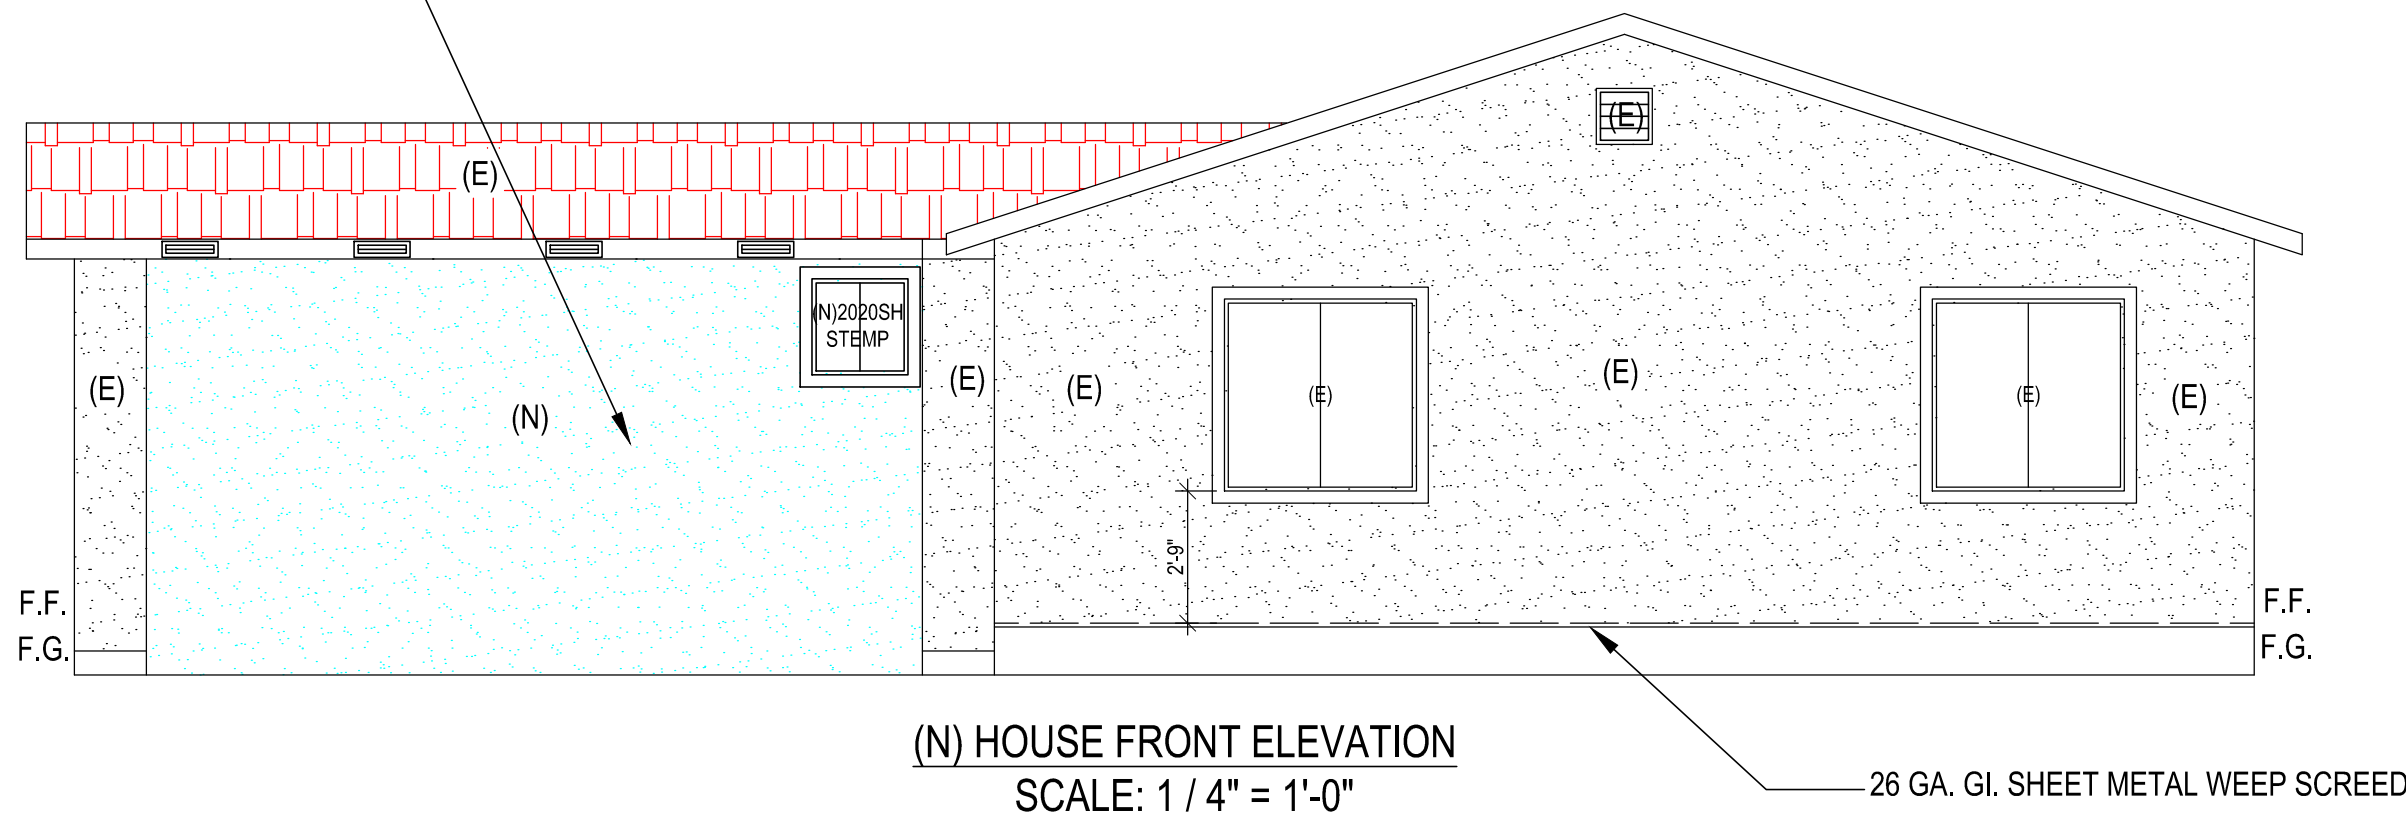 (E)
(E)
(N)2020SH
STEMP
(E)
(N)
(E)
(E)
(E)
(E)
(E)
(E)
2'-9"
F.F.
F.G.
F.F.
F.G.
(N) HOUSE FRONT ELEVATION
SCALE: 1 / 4" = 1'-0"
26 GA. GI. SHEET METAL WEEP SCREED